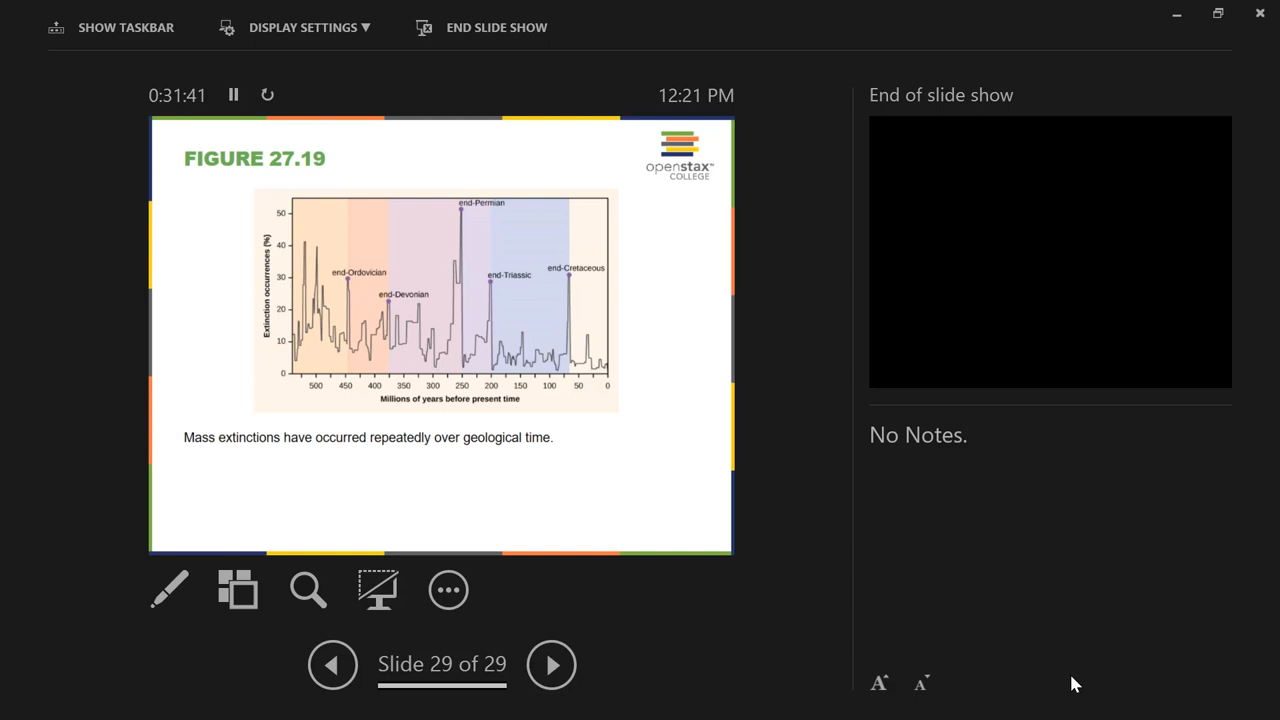 SHOW TASKBAR
DISPLAY SETTINGS ▼
END SLIDE SHOW
0:31:41
12:21 PM
End of slide show
FIGURE 27.19
openstax™
COLLEGE
Extinction occurrences (%)
50
40
30
20
10
0
end-Permian
end-Ordovician
end-Devonian
end-Triassic
end-Cretaceous
500 450 400 350 300 250 200 150 100 50 0
Millions of years before present time
Mass extinctions have occurred repeatedly over geological time.
No Notes.
Slide 29 of 29
A A